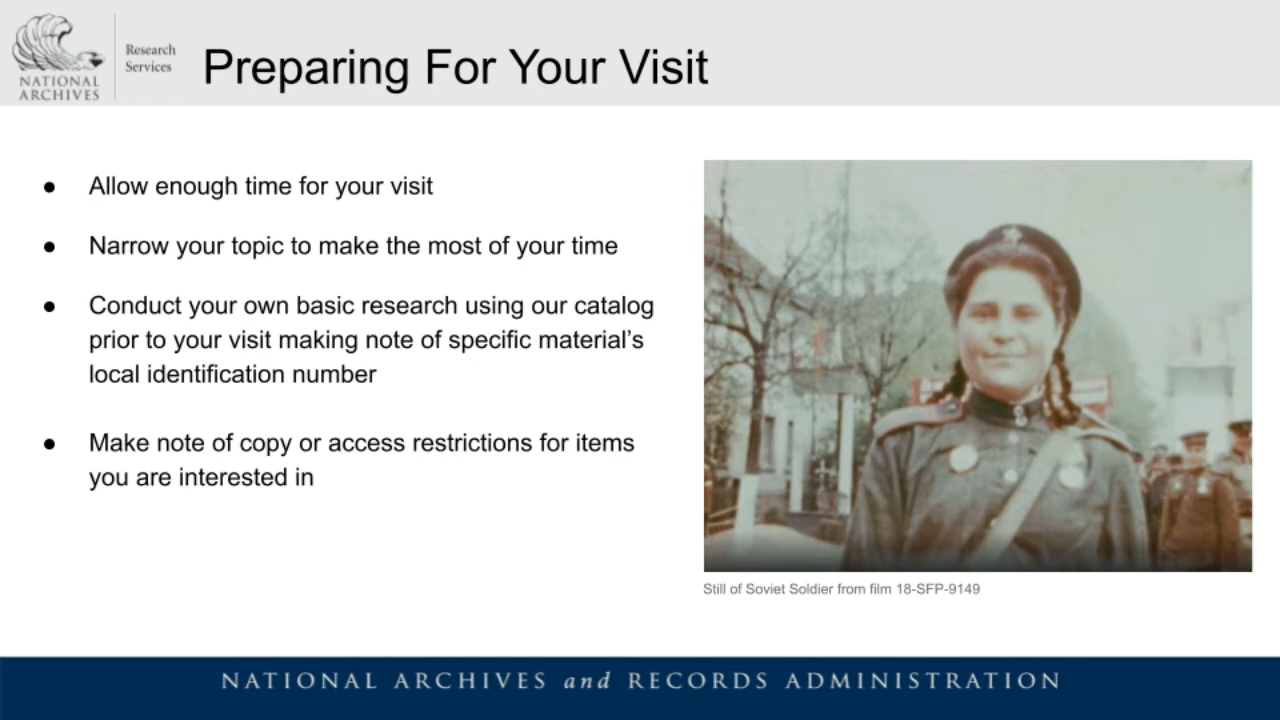 NATIONAL
ARCHIVES
Research
Services
Preparing For Your Visit
● Allow enough time for your visit
● Narrow your topic to make the most of your time
● Conduct your own basic research using our catalog
prior to your visit making note of specific material’s
local identification number
● Make note of copy or access restrictions for items
you are interested in
Still of Soviet Soldier from film 18-SFP-9149
NATIONAL ARCHIVES and RECORDS ADMINISTRATION